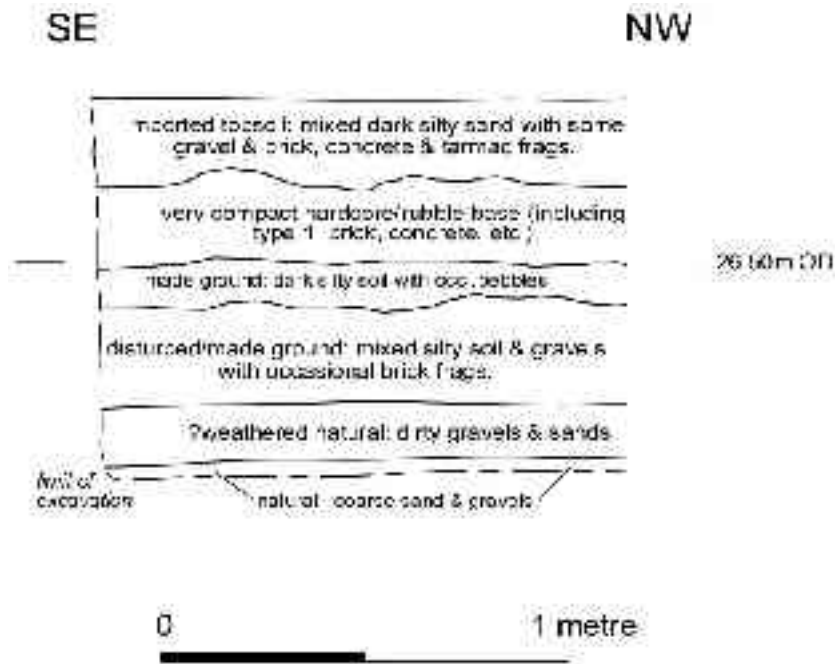 SE NW
imported topsoil: mixed dark silty sand with some
gravel & brick, concrete & tarmac frags.
very compact hardcore/rubble base (including
type 1 brick, concrete, etc.)
made ground: dark silty soil with occ. pebbles
26.50m OD
disturbed/made ground: mixed silty soil & gravels
with occasional brick frags.
?weathered natural: dirty gravels & sands
limit of
excavation
natural: coarse sand & gravels
0 1 metre